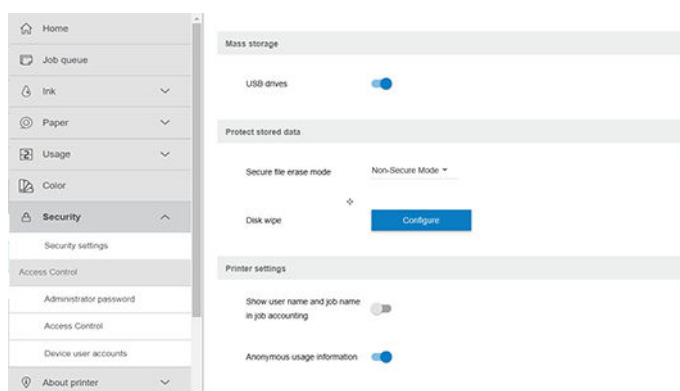 Home
Job queue
Ink
Paper
Usage
Color
Security
Security settings
Access Control
Administrator password
Access Control
Device user accounts
About printer
Mass storage
USB drives
Protect stored data
Secure file erase mode
Non-Secure Mode
Disk wipe
Configure
Printer settings
Show user name and job name
in job accounting
Anonymous usage information